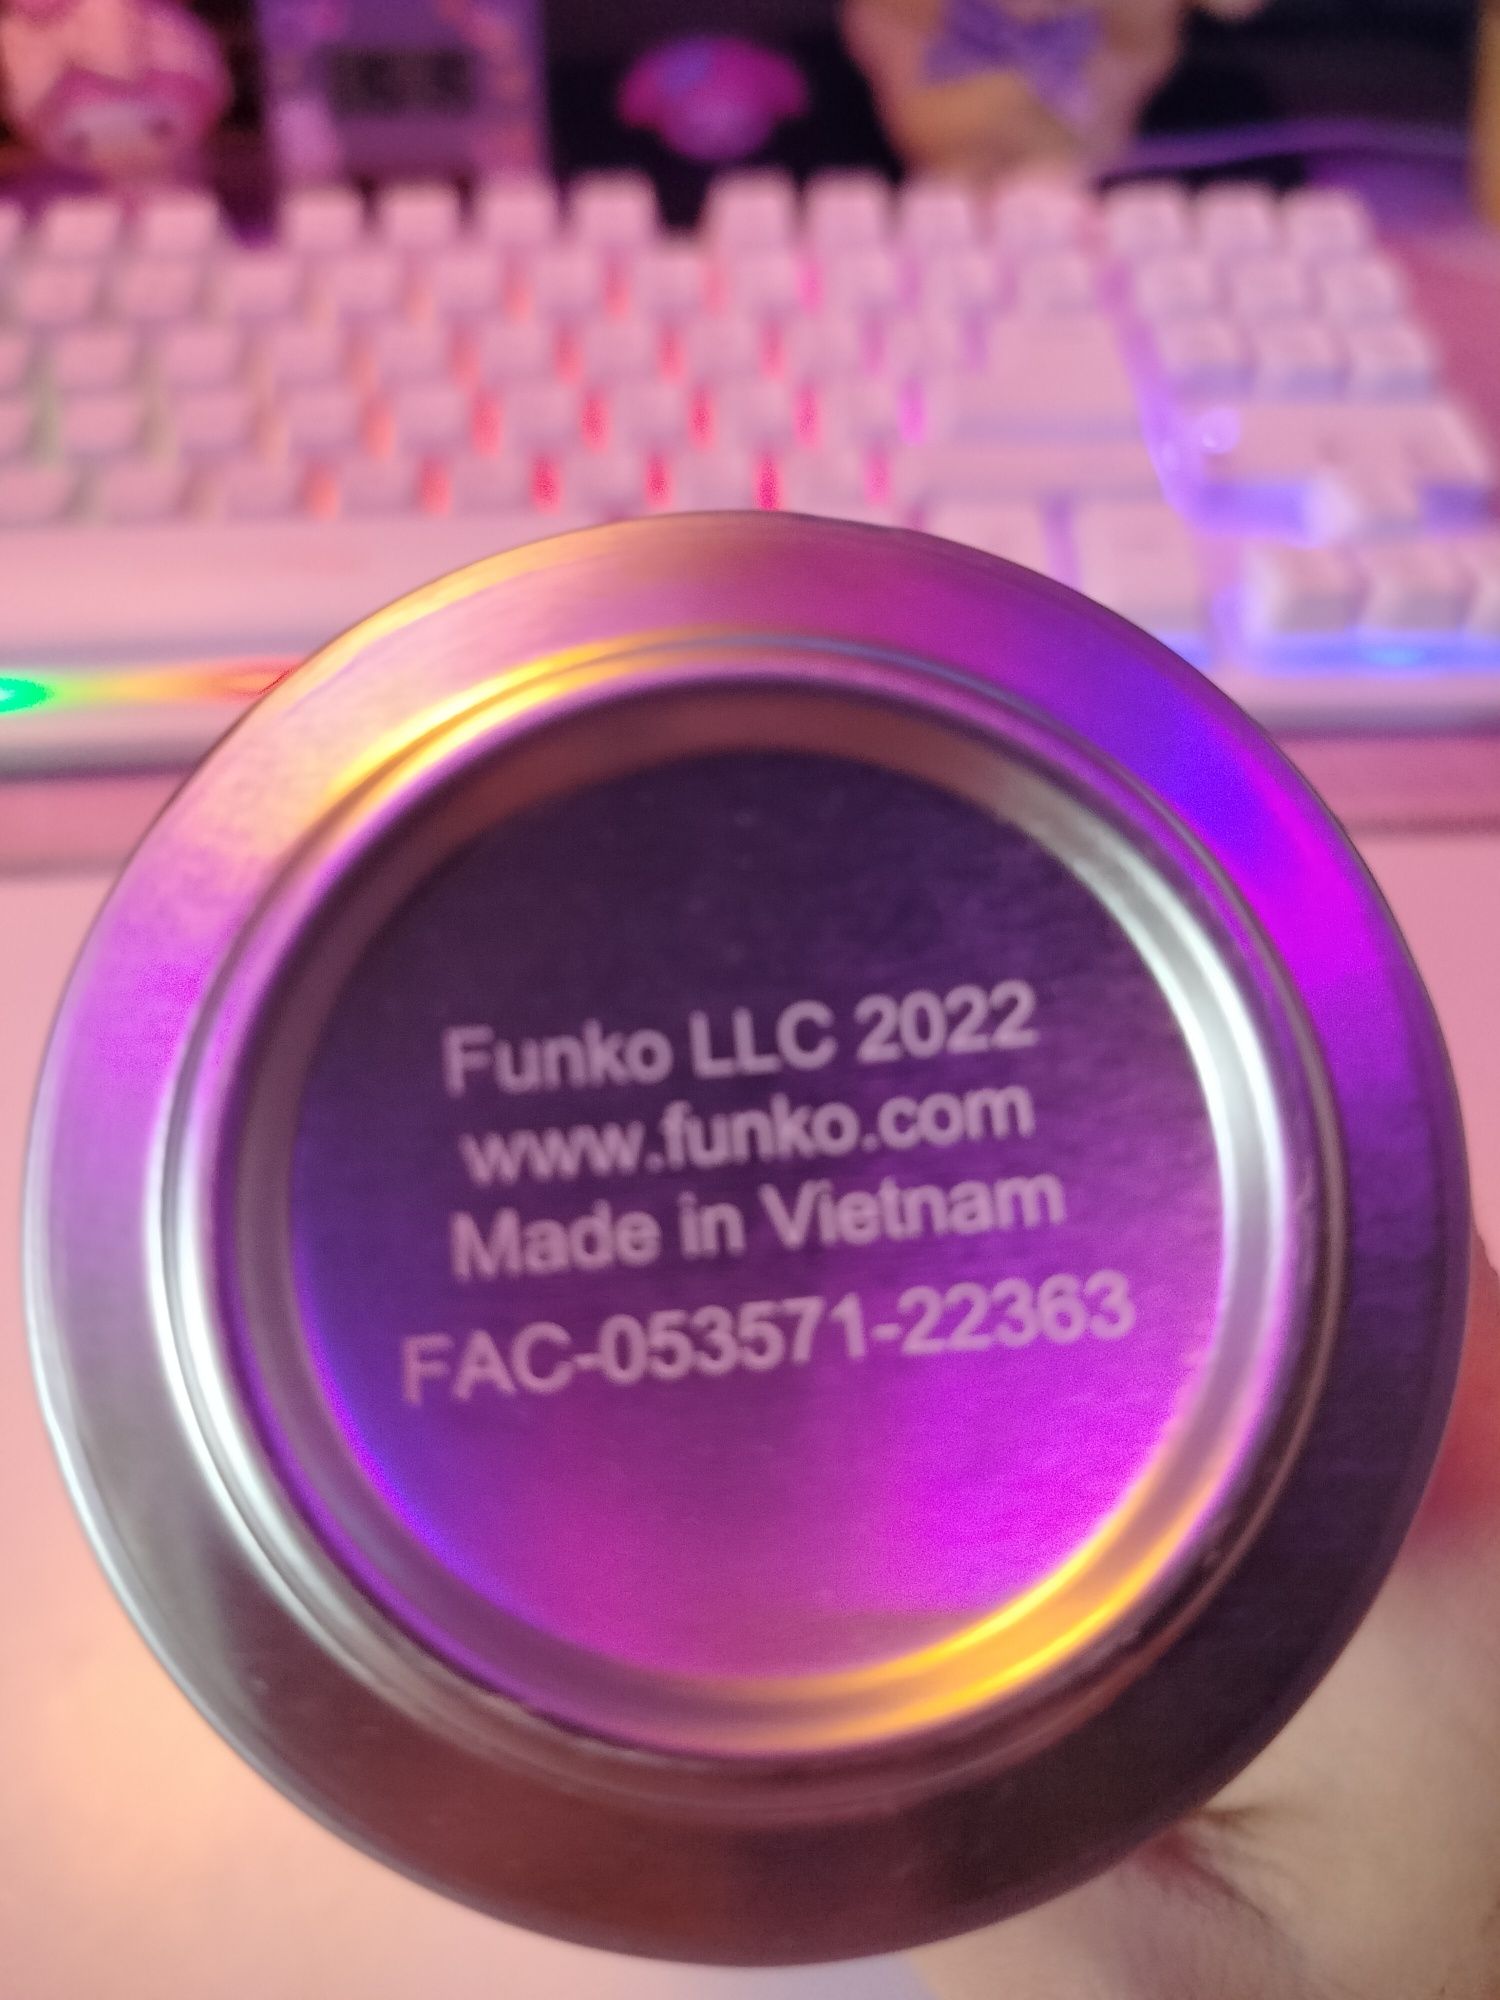 Funko LLC 2022
www.funko.com
Made in Vietnam
FAC-053571-22363